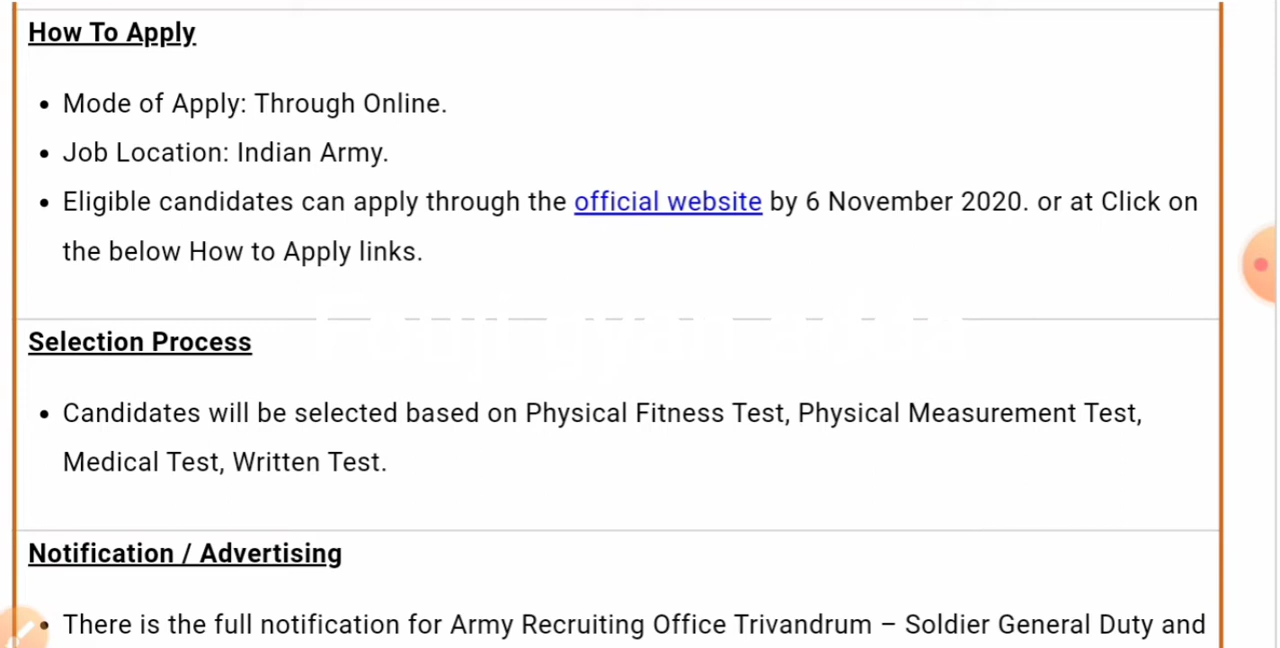 How To Apply
Mode of Apply: Through Online.
Job Location: Indian Army.
Eligible candidates can apply through the official website by 6 November 2020. or at Click on
the below How to Apply links.
Fouji gyan adda
Selection Process
Candidates will be selected based on Physical Fitness Test, Physical Measurement Test,
Medical Test, Written Test.
Notification / Advertising
There is the full notification for Army Recruiting Office Trivandrum – Soldier General Duty and